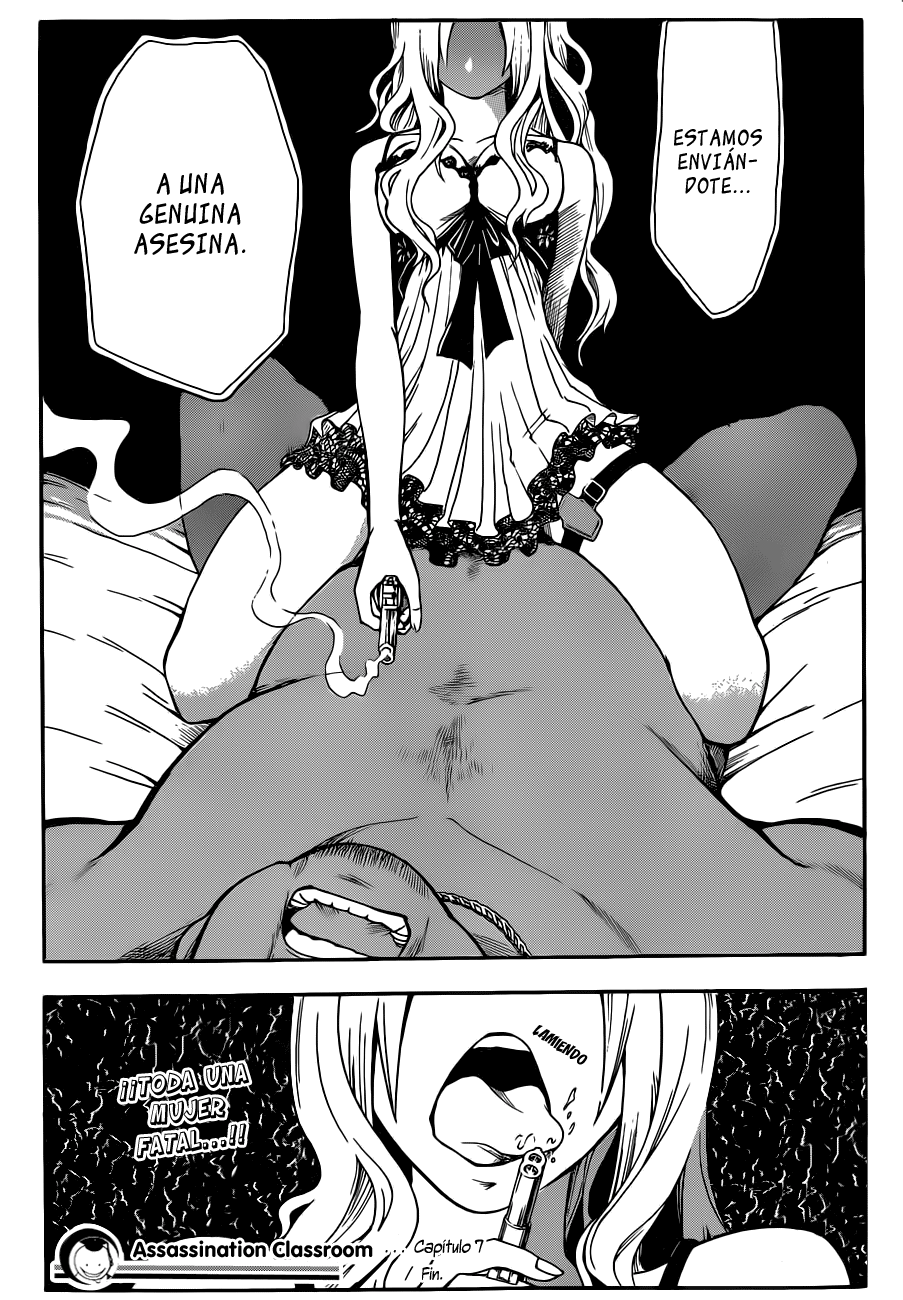 ESTAMOS
ENVIÁN-
DOTE...
A UNA
GENUINA
ASESINA.
LAMIENDO
¡¡TODA UNA
MUJER
FATAL...!!
Assassination Classroom ... Capítulo 7
/ Fin.